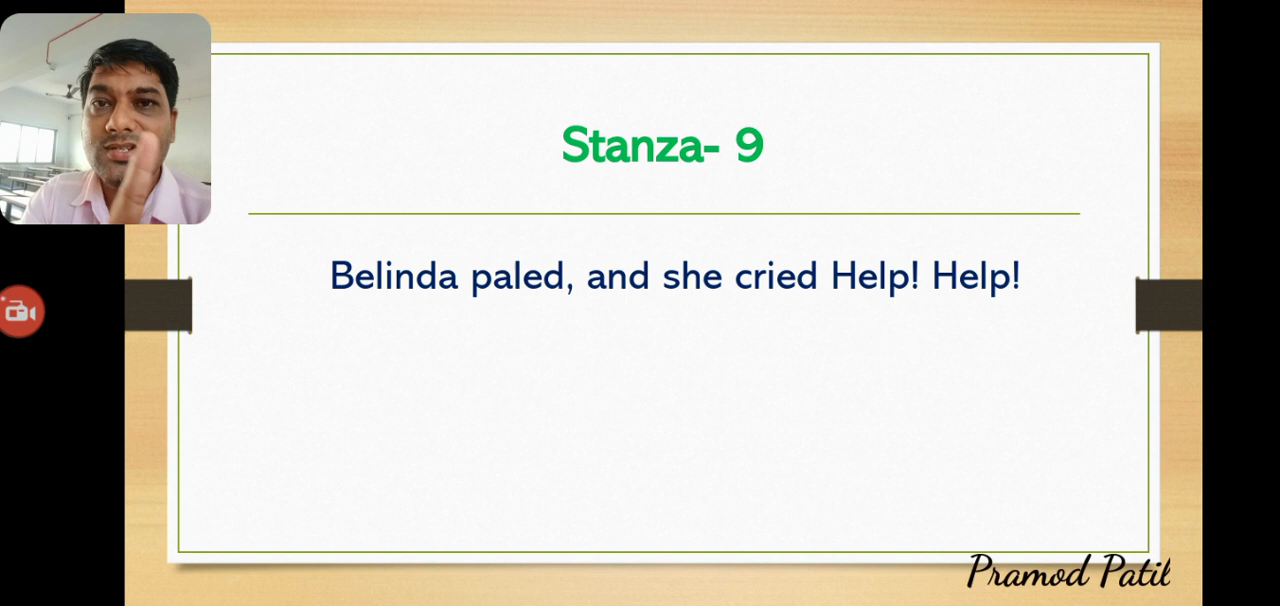 Stanza- 9
Belinda paled, and she cried Help! Help!
Pramod Patil